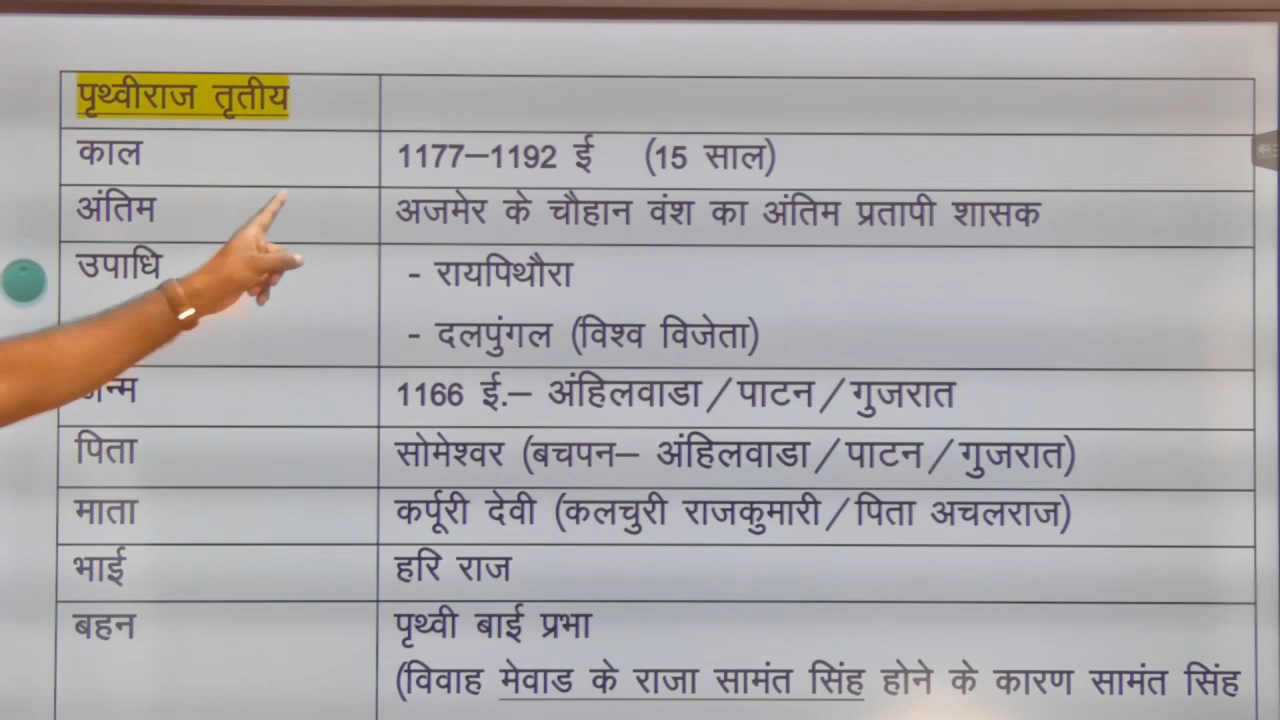 पृथ्वीराज तृतीय
काल 1177–1192 ई (15 साल)
अंतिम अजमेर के चौहान वंश का अंतिम प्रतापी शासक
उपाधि - रायपिथौरा
- दलपुंगल (विश्व विजेता)
जन्म 1166 ई.– अंहिलवाडा/पाटन/गुजरात
पिता सोमेश्वर (बचपन– अंहिलवाडा/पाटन/गुजरात)
माता कर्पूरी देवी (कलचुरी राजकुमारी/पिता अचलराज)
भाई हरि राज
बहन पृथ्वी बाई प्रभा
(विवाह मेवाड के राजा सामंत सिंह होने के कारण सामंत सिंह